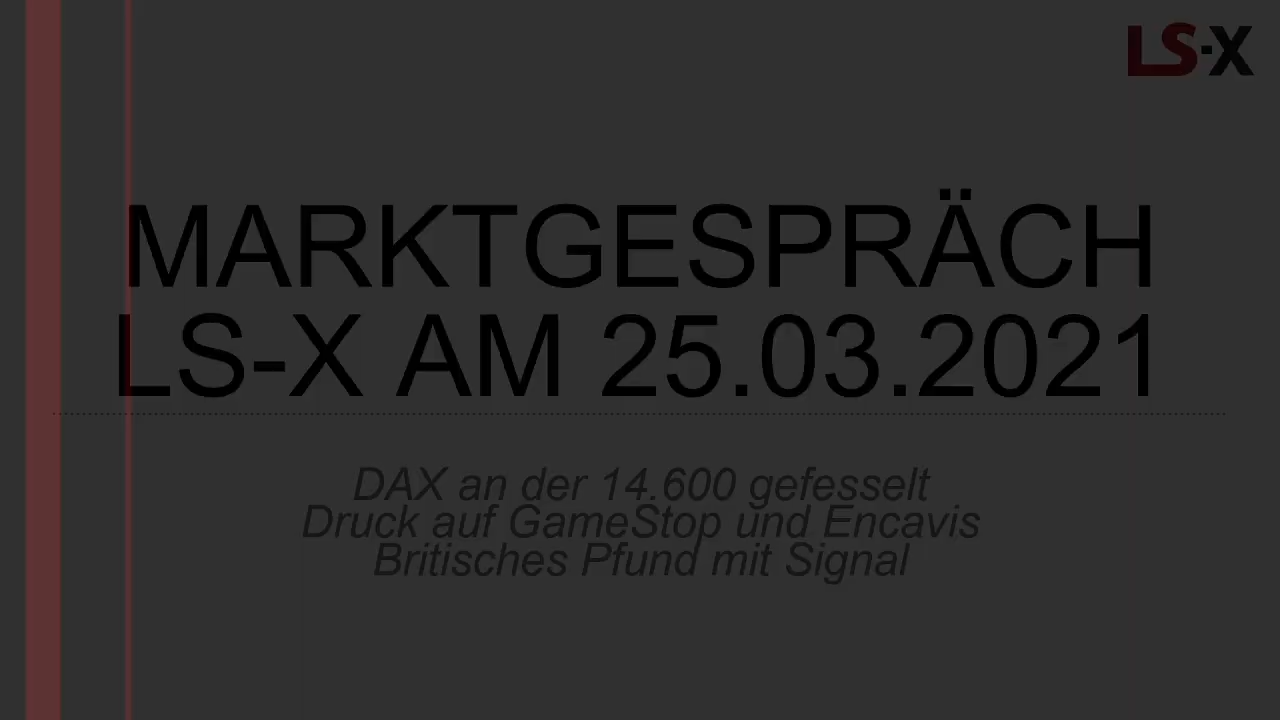 LS-X
MARKTGESPRÄCH
LS-X AM 25.03.2021
DAX an der 14.600 gefesselt
Druck auf GameStop und Encavis
Britisches Pfund mit Signal